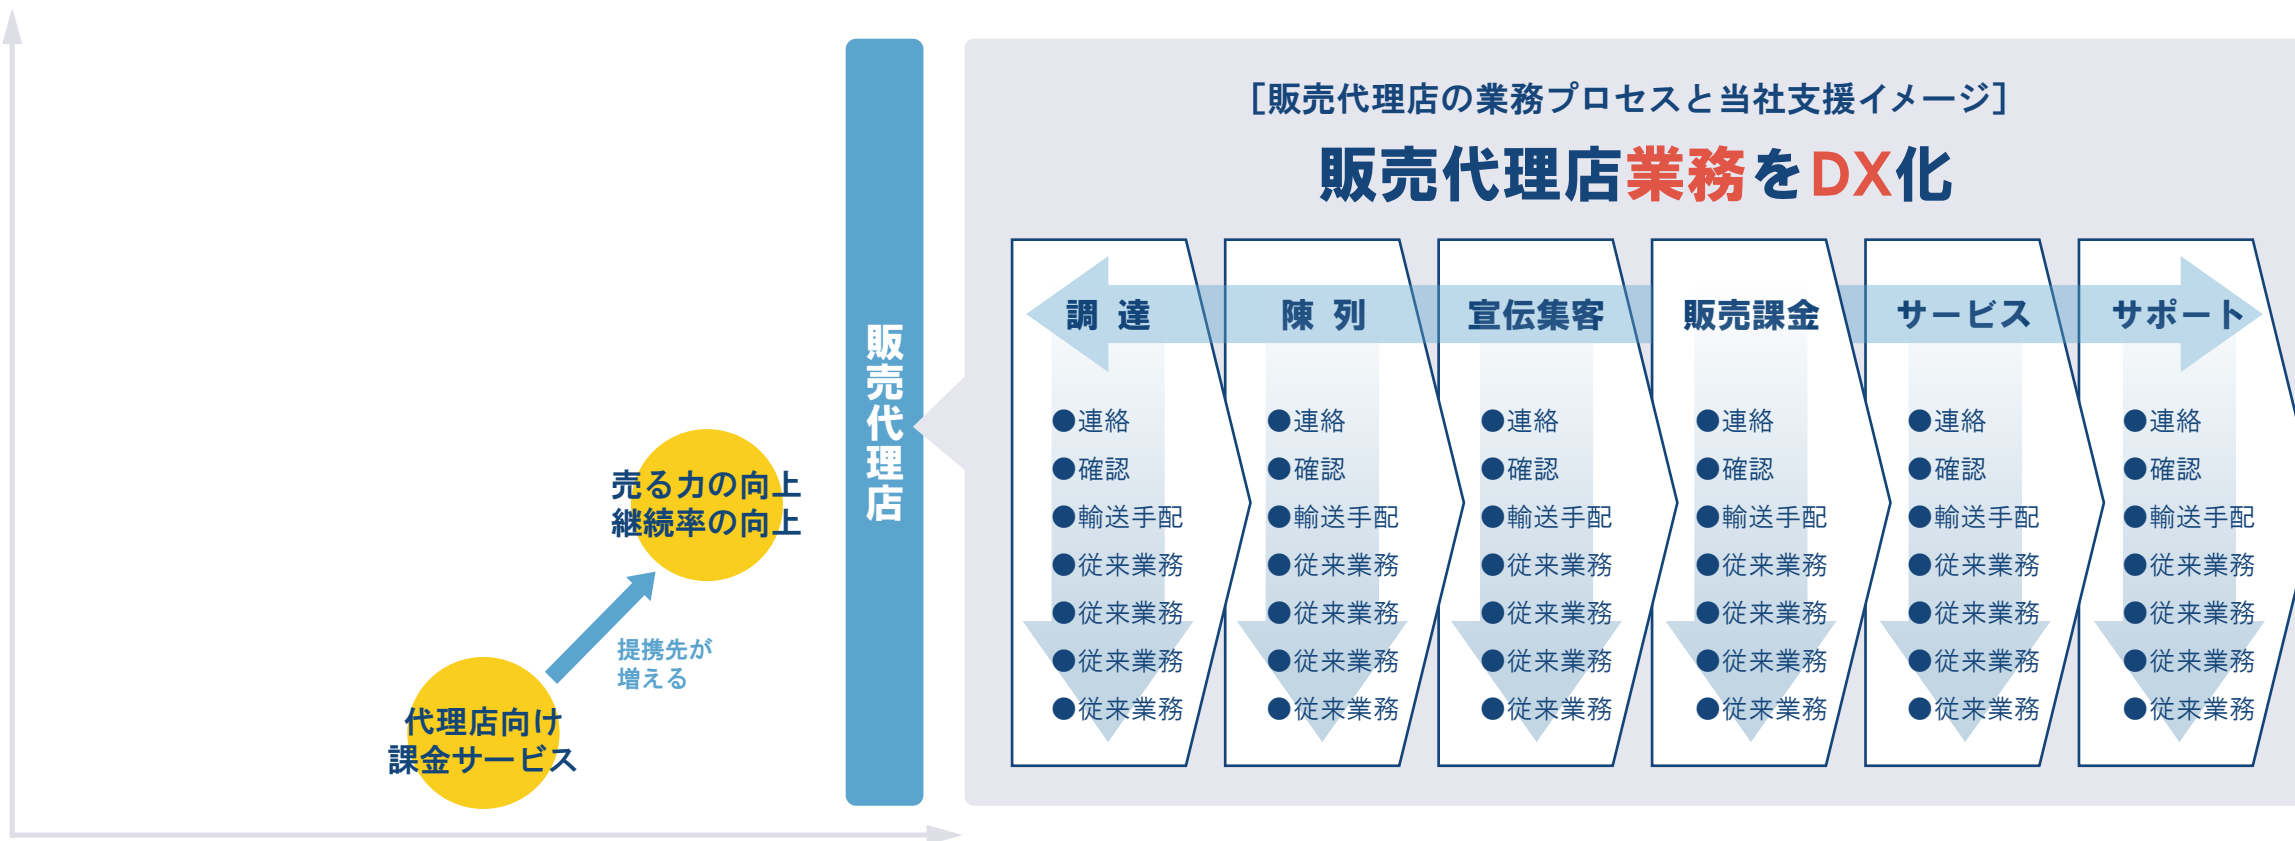 売る力の向上
継続率の向上
提携先が
増える
代理店向け
課金サービス
販売代理店
［販売代理店の業務プロセスと当社支援イメージ］
販売代理店業務をDX化
調達
●連絡
●確認
●輸送手配
●従来業務
●従来業務
●従来業務
●従来業務
陳列
●連絡
●確認
●輸送手配
●従来業務
●従来業務
●従来業務
●従来業務
宣伝集客
●連絡
●確認
●輸送手配
●従来業務
●従来業務
●従来業務
●従来業務
販売課金
●連絡
●確認
●輸送手配
●従来業務
●従来業務
●従来業務
●従来業務
サービス
●連絡
●確認
●輸送手配
●従来業務
●従来業務
●従来業務
●従来業務
サポート
●連絡
●確認
●輸送手配
●従来業務
●従来業務
●従来業務
●従来業務